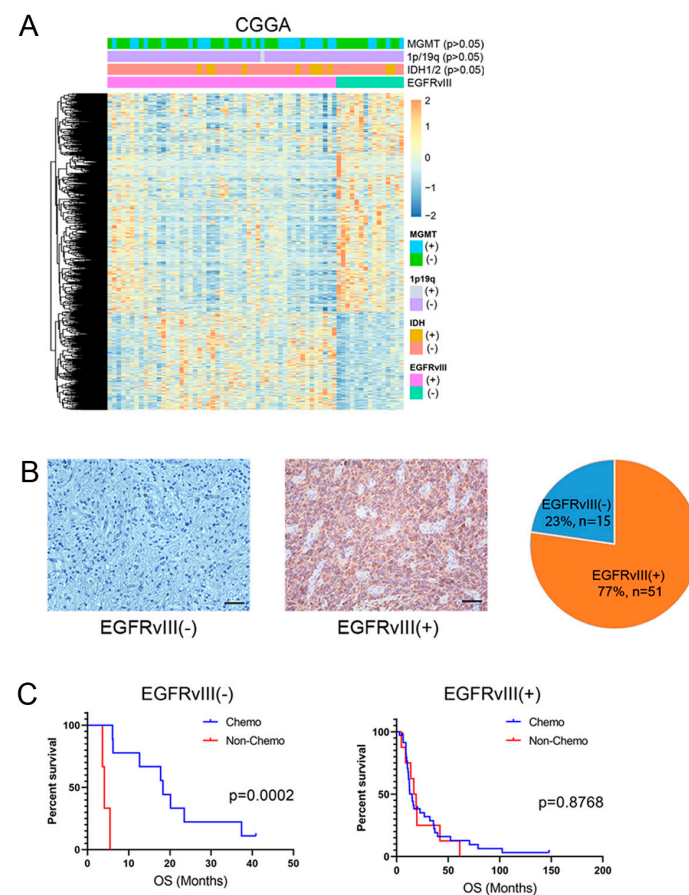 A
CGGA
MGMT (p>0.05)
1p/19q (p>0.05)
IDH1/2 (p>0.05)
EGFRvIII
2
1
0
−1
−2
MGMT
(+)
(-)
1p19q
(+)
(-)
IDH
(+)
(-)
EGFRvIII
(+)
(-)
B
EGFRvIII(-)
EGFRvIII(+)
EGFRvIII(-)
23%, n=15
EGFRvIII(+)
77%, n=51
C
EGFRvIII(-)
Percent survival
100
50
0
0 10 20 30 40 50
OS (Months)
Chemo
Non-Chemo
p=0.0002
EGFRvIII(+)
Percent survival
100
50
0
0 50 100 150 200
OS (Months)
Chemo
Non-Chemo
p=0.8768